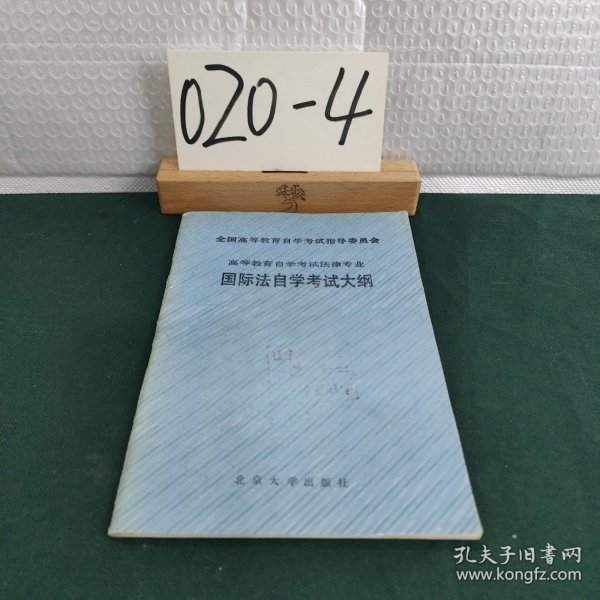 020-4
全国高等教育自学考试指导委员会
高等教育自学考试法律专业
国际法自学考试大纲
北京大学出版社
孔夫子旧书网
www.kongfz.com